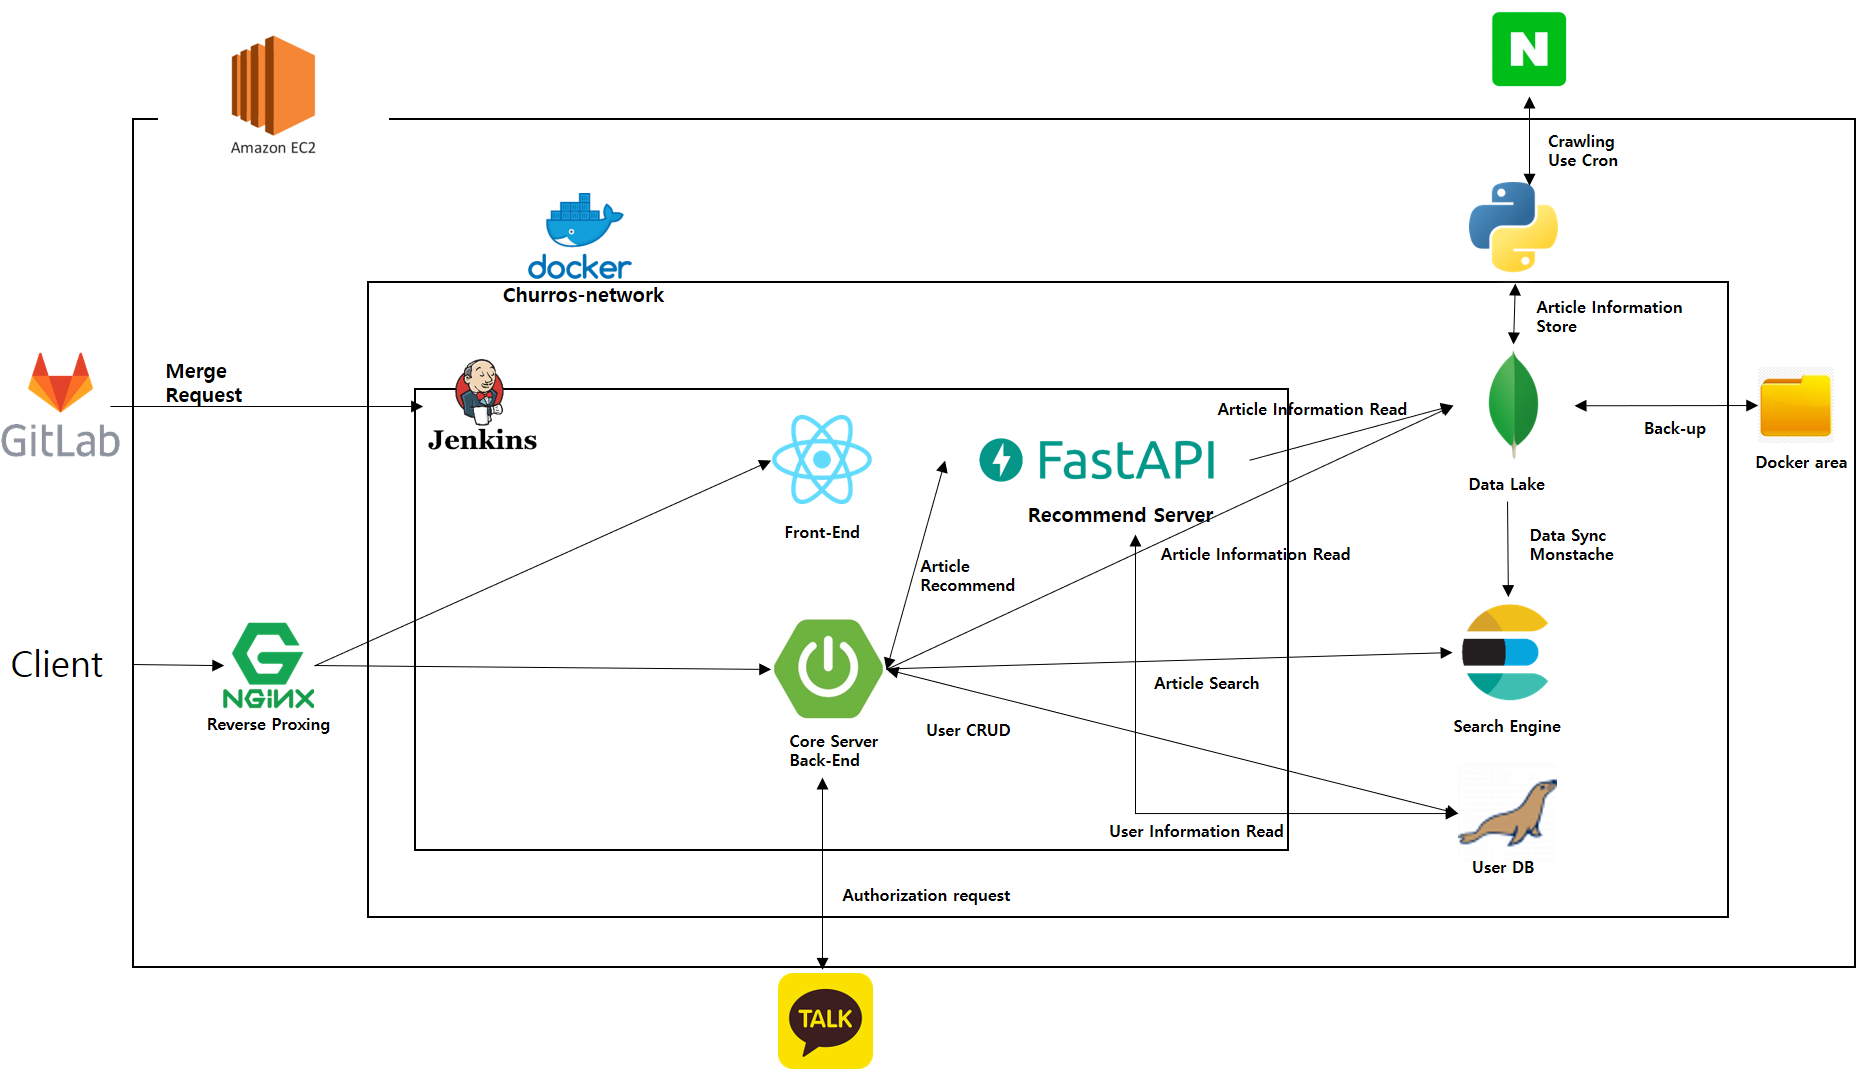 N
Amazon EC2
Crawling
Use Cron
docker
Churros-network
Article Information
Store
GitLab
Merge
Request
Jenkins
Article Information Read
FastAPI
Recommend Server
Front-End
Data Lake
Back-up
Docker area
Article Information Read
Data Sync
Monstache
Article
Recommend
Client
NGiNX
Reverse Proxing
Article Search
Search Engine
User CRUD
Core Server
Back-End
User Information Read
User DB
Authorization request
TALK